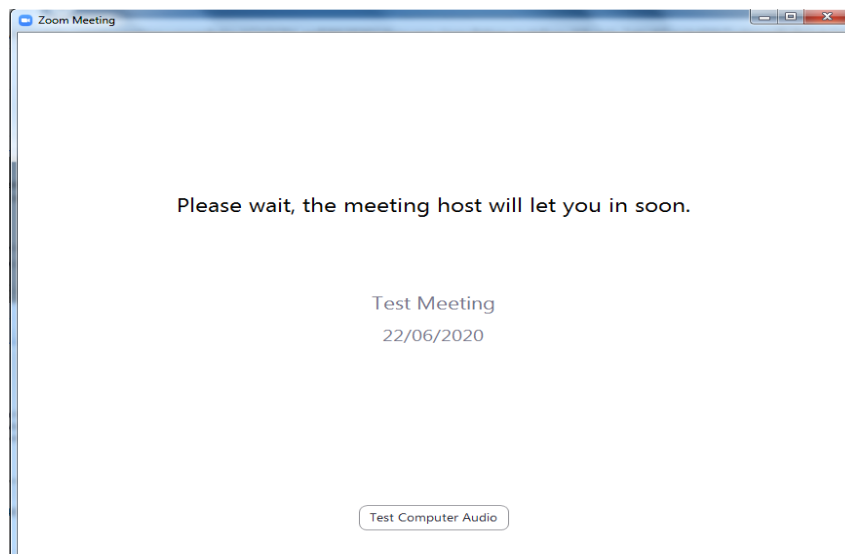 Zoom Meeting
Please wait, the meeting host will let you in soon.
Test Meeting
22/06/2020
Test Computer Audio